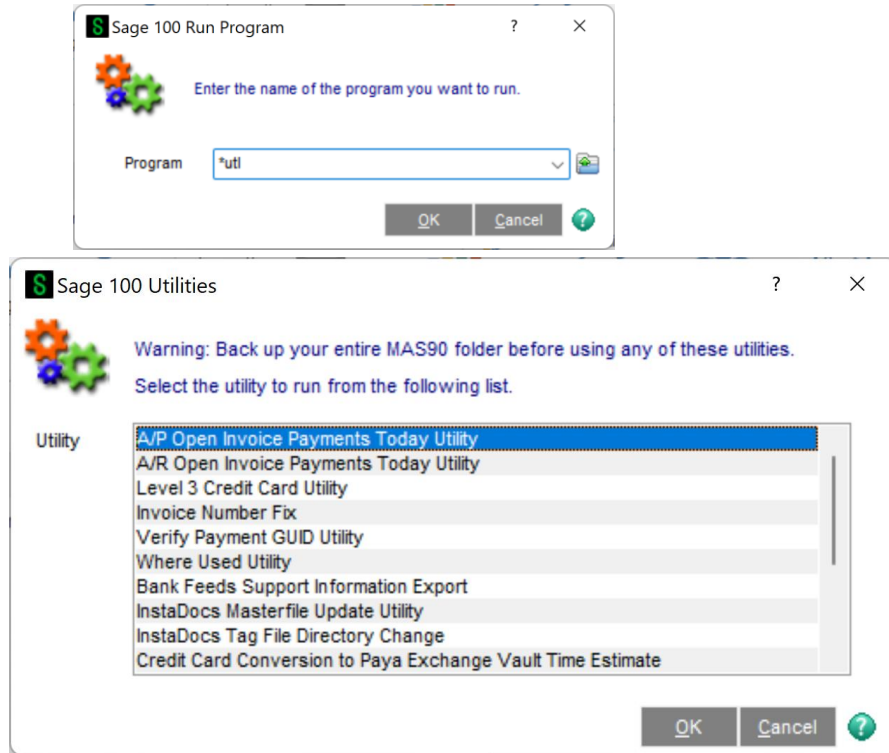 S Sage 100 Run Program ?
Enter the name of the program you want to run.
Program *utl
OK Cancel ?
S Sage 100 Utilities ?
Warning: Back up your entire MAS90 folder before using any of these utilities.
Select the utility to run from the following list.
Utility
A/P Open Invoice Payments Today Utility
A/R Open Invoice Payments Today Utility
Level 3 Credit Card Utility
Invoice Number Fix
Verify Payment GUID Utility
Where Used Utility
Bank Feeds Support Information Export
InstaDocs Masterfile Update Utility
InstaDocs Tag File Directory Change
Credit Card Conversion to Paya Exchange Vault Time Estimate
OK Cancel ?